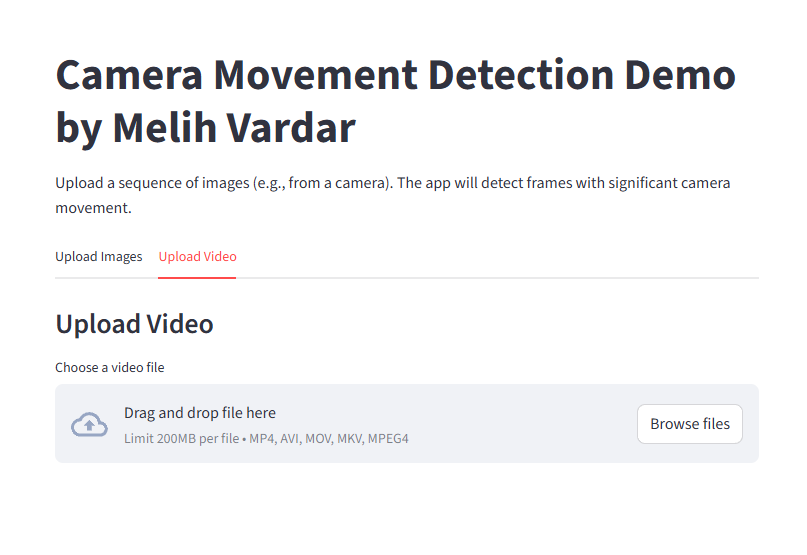 Camera Movement Detection Demo
by Melih Vardar
Upload a sequence of images (e.g., from a camera). The app will detect frames with significant camera
movement.
Upload Images
Upload Video
Upload Video
Choose a video file
Drag and drop file here
Limit 200MB per file • MP4, AVI, MOV, MKV, MPEG4
Browse files